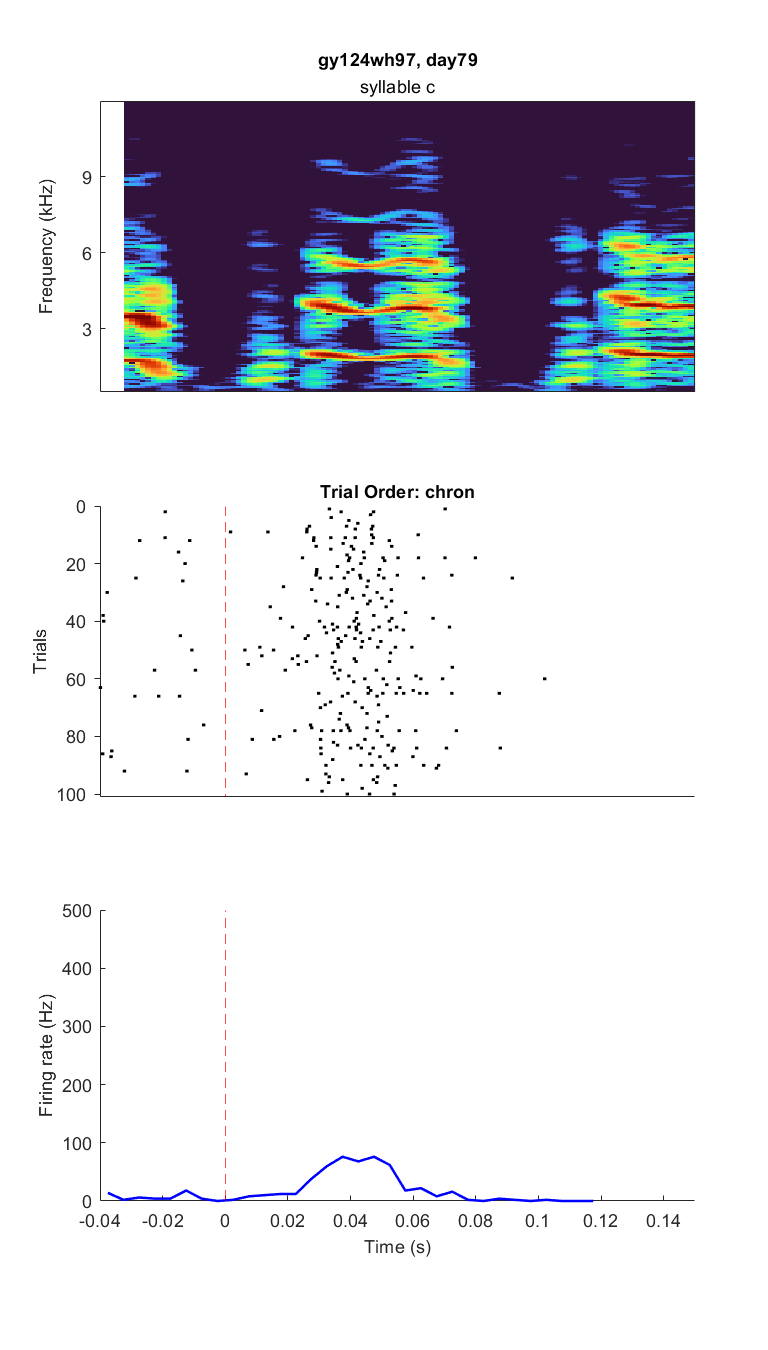 gy124wh97, day79
syllable c
9
6
3
Frequency (kHz)
Trial Order: chron
0
20
40
60
80
100
Trials
500
400
300
200
100
0
Firing rate (Hz)
-0.04 -0.02 0 0.02 0.04 0.06 0.08 0.1 0.12 0.14
Time (s)